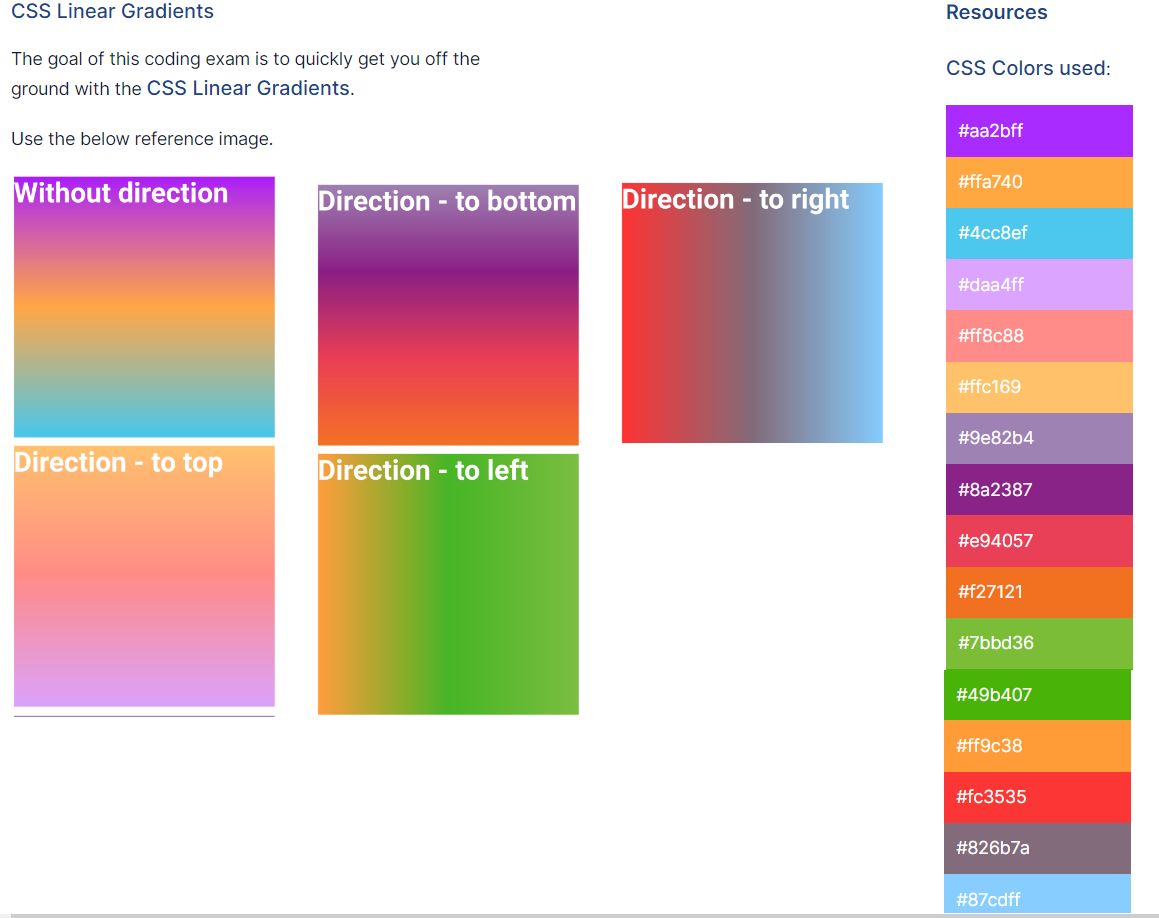 CSS Linear Gradients
The goal of this coding exam is to quickly get you off the
ground with the CSS Linear Gradients.
Use the below reference image.
Without direction
Direction - to bottom
Direction - to right
Direction - to top
Direction - to left
Resources
CSS Colors used:
#aa2bff
#ffa740
#4cc8ef
#daa4ff
#ff8c88
#ffc169
#9e82b4
#8a2387
#e94057
#f27121
#7bbd36
#49b407
#ff9c38
#fc3535
#826b7a
#87cdff